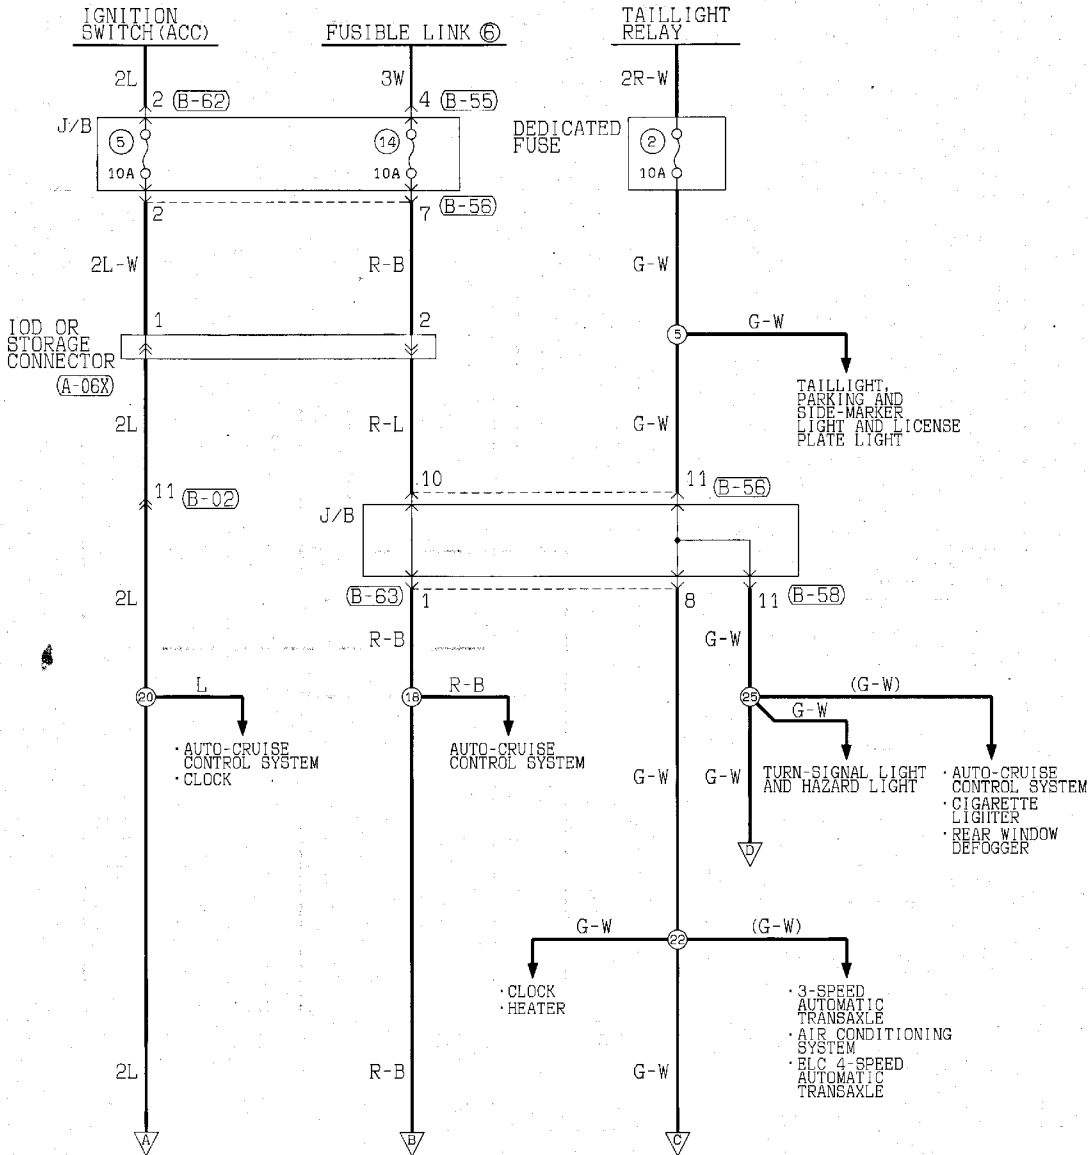 IGNITION
SWITCH(ACC)
FUSIBLE LINK ⑥
TAILLIGHT
RELAY
2L
3W
2R-W
2
B-62
4
B-55
J/B
5
10A
14
10A
DEDICATED
FUSE
2
10A
2
7
B-56
2L-W
R-B
G-W
1
2
IOD OR
STORAGE
CONNECTOR
A-06X
5
G-W
TAILLIGHT,
PARKING AND
SIDE-MARKER
LIGHT AND LICENSE
PLATE LIGHT
2L
R-L
G-W
11
B-02
10
11
B-56
J/B
2L
B-63
1
8
11
B-58
R-B
G-W
20
L
18
R-B
25
(G-W)
G-W
· AUTO-CRUISE
CONTROL SYSTEM
· CLOCK
AUTO-CRUISE
CONTROL SYSTEM
G-W
G-W
TURN-SIGNAL LIGHT
AND HAZARD LIGHT
· AUTO-CRUISE
CONTROL SYSTEM
· CIGARETTE
LIGHTER
· REAR WINDOW
DEFOGGER
D
G-W
22
(G-W)
· CLOCK
· HEATER
· 3-SPEED
AUTOMATIC
TRANSAXLE
· AIR CONDITIONING
SYSTEM
· ELC 4-SPEED
AUTOMATIC
TRANSAXLE
2L
R-B
G-W
A
B
C